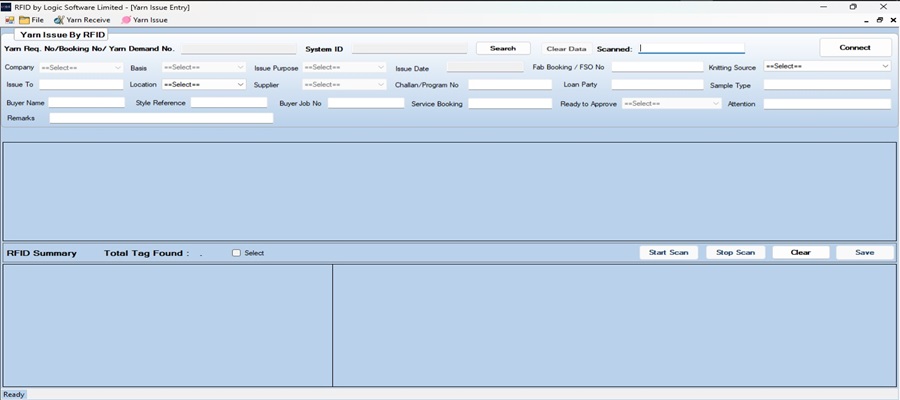 RFID by Logic Software Limited - [Yarn Issue Entry]
File Yarn Receive Yarn Issue
Yarn Issue By RFID
Yarn Req. No/Booking No/ Yarn Demand No. System ID Search Clear Data Scanned: Connect
Company ==Select== Basis ==Select== Issue Purpose ==Select== Issue Date Fab Booking / FSO No Knitting Source ==Select==
Issue To Location ==Select== Supplier ==Select== Challan/Program No Loan Party Sample Type
Buyer Name Style Reference Buyer Job No Service Booking Ready to Approve ==Select== Attention
Remarks
RFID Summary Total Tag Found : . Select Start Scan Stop Scan Clear Save
Ready